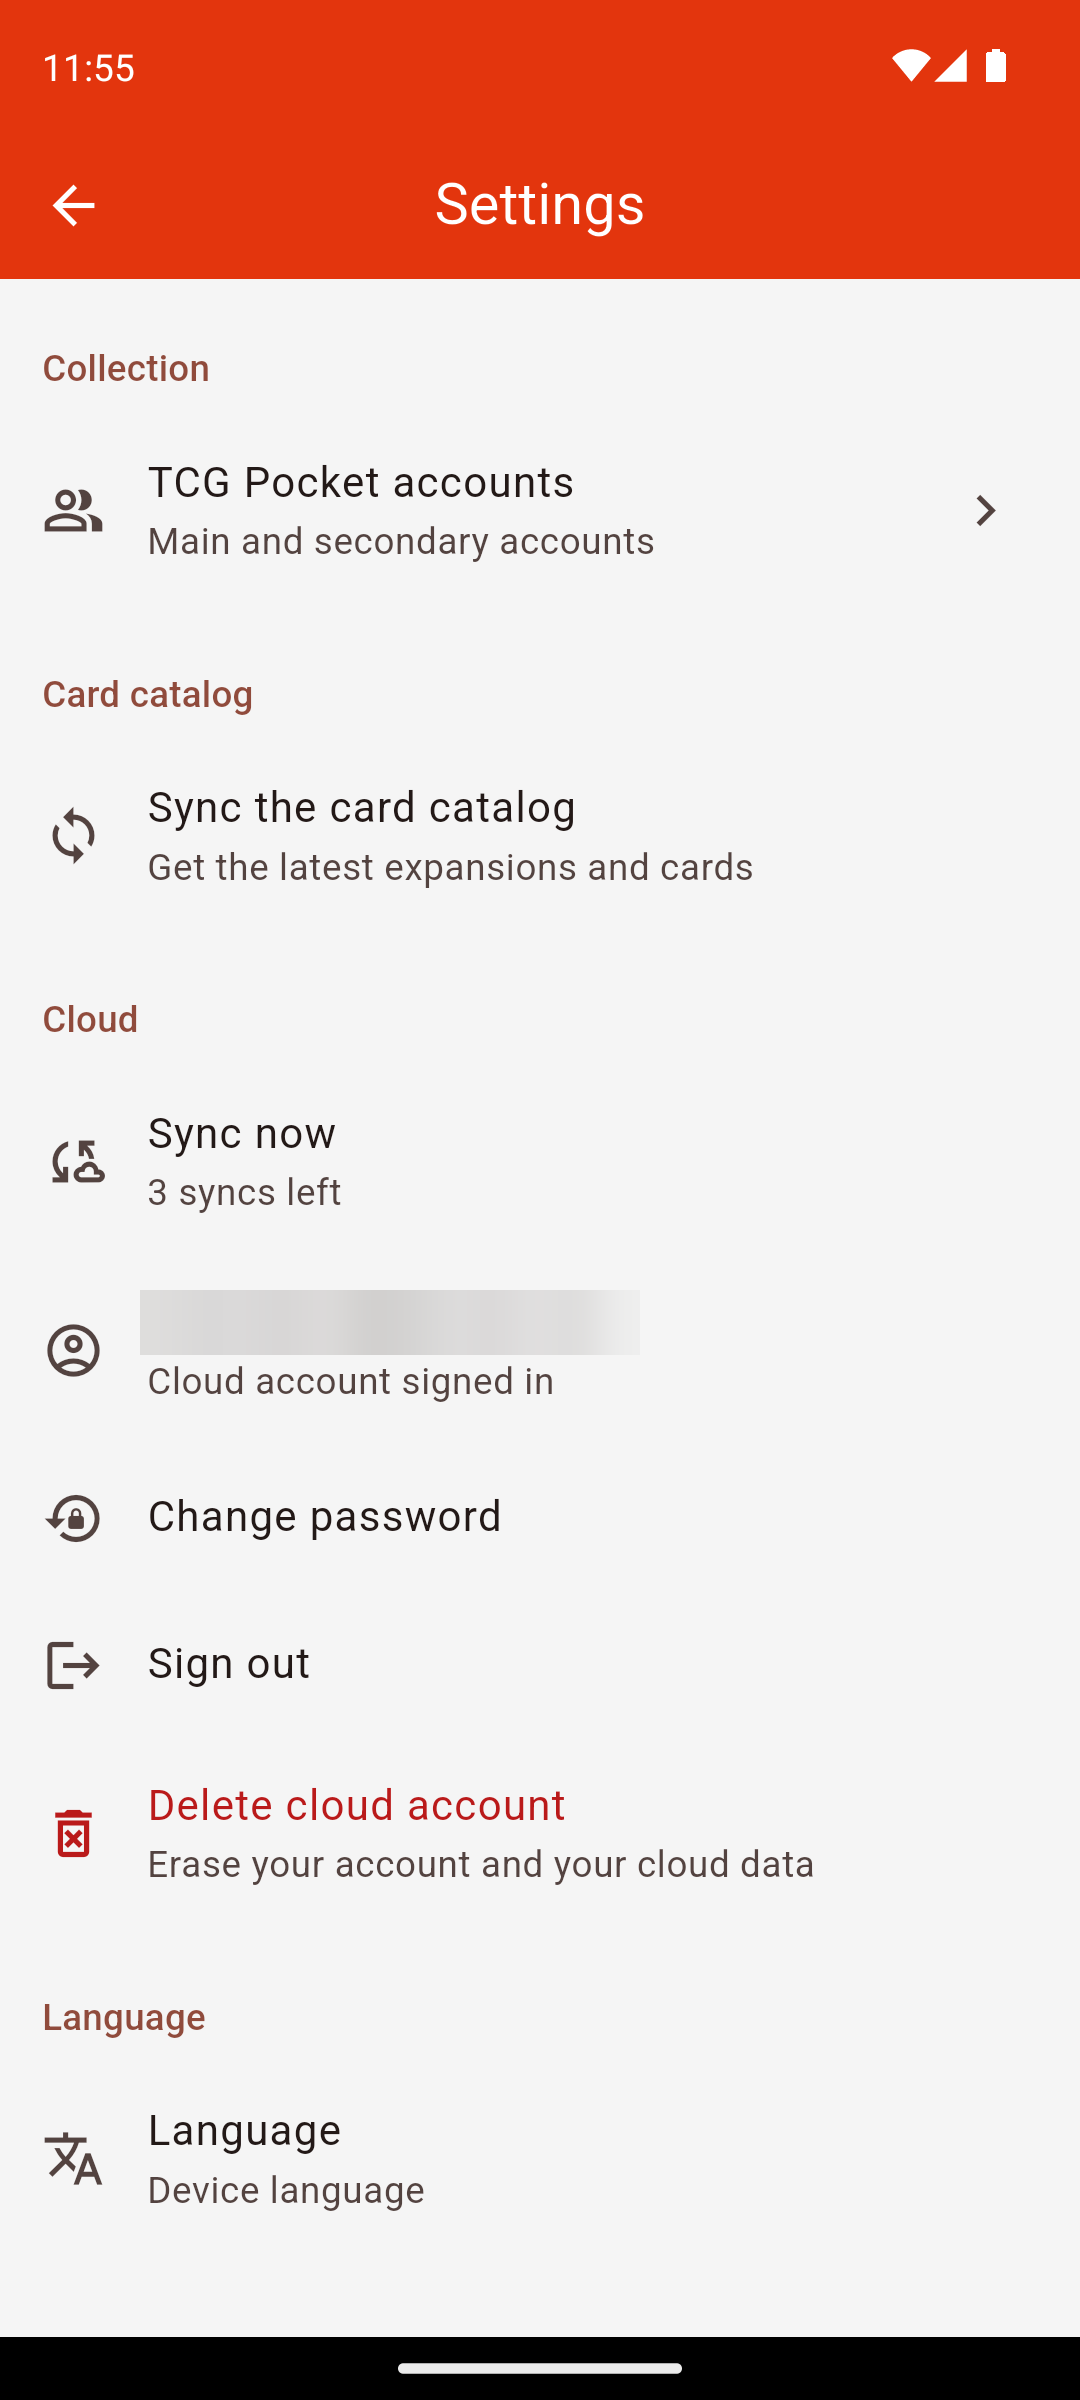 11:55
Settings
Collection
TCG Pocket accounts
Main and secondary accounts
Card catalog
Sync the card catalog
Get the latest expansions and cards
Cloud
Sync now
3 syncs left
Cloud account signed in
Change password
Sign out
Delete cloud account
Erase your account and your cloud data
Language
Language
Device language